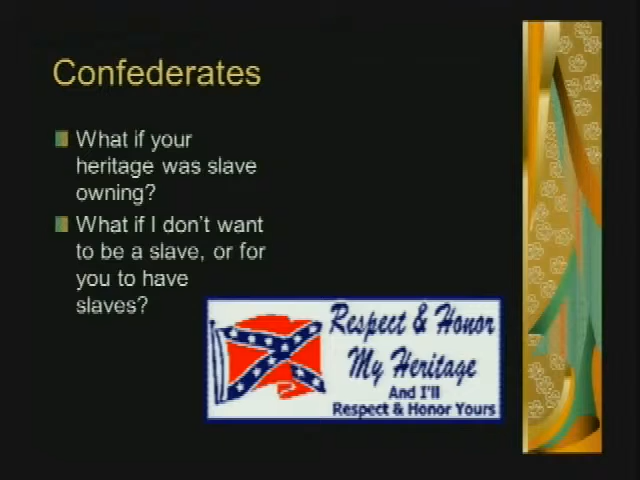 Confederates
What if your
heritage was slave
owning?
What if I don't want
to be a slave, or for
you to have
slaves?
Respect & Honor
My Heritage
And I'll
Respect & Honor Yours